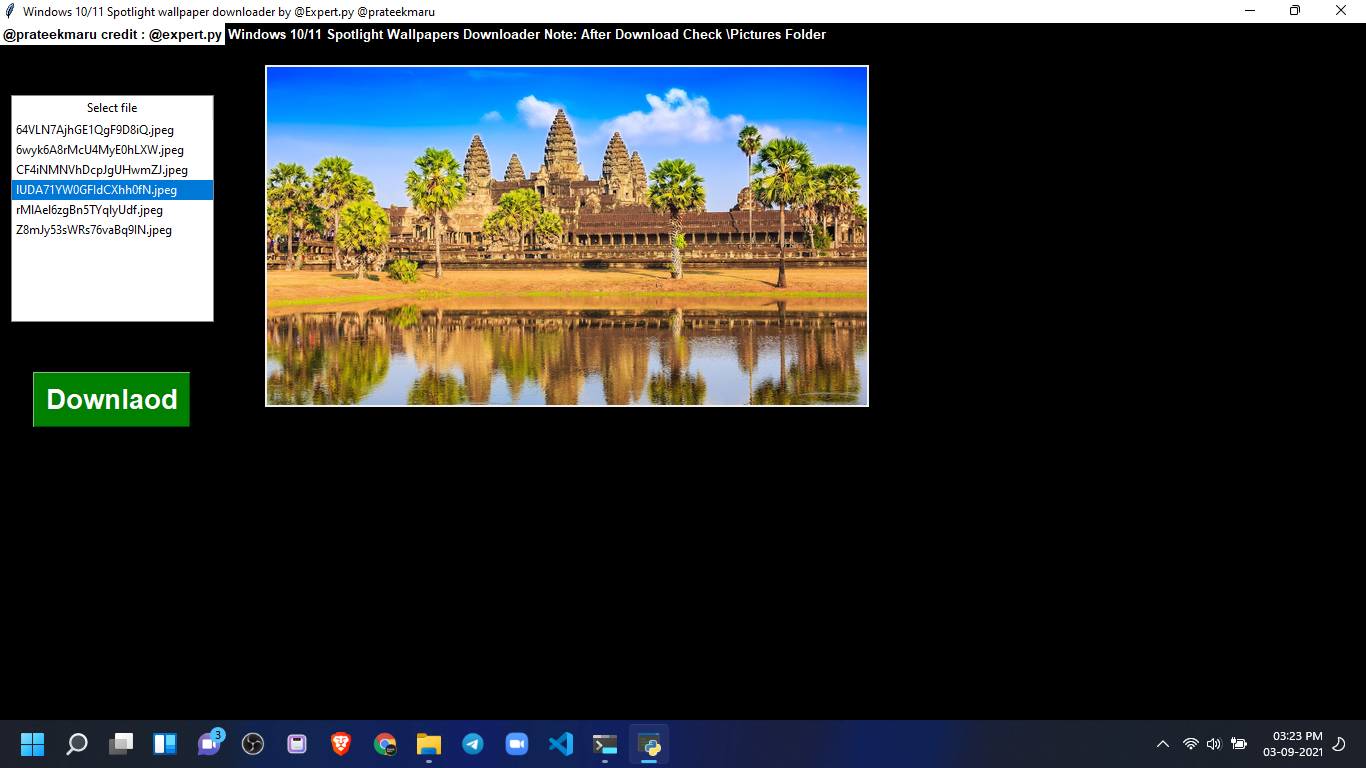 Windows 10/11 Spotlight wallpaper downloader by @Expert.py @prateekmaru
@prateekmaru credit : @expert.py Windows 10/11 Spotlight Wallpapers Downloader Note: After Download Check \Pictures Folder
Select file
64VLN7AjhGE1QgF9D8iQ.jpeg
6wyk6A8rMcU4MyE0hLXW.jpeg
CF4iNMNVhDcpJgUHwmZJ.jpeg
IUDA71YW0GFIdCXhh0fN.jpeg
rMIAeI6zgBn5TYqIyUdf.jpeg
Z8mJy53sWRs76vaBq9IN.jpeg
Downlaod
3
03:23 PM
03-09-2021